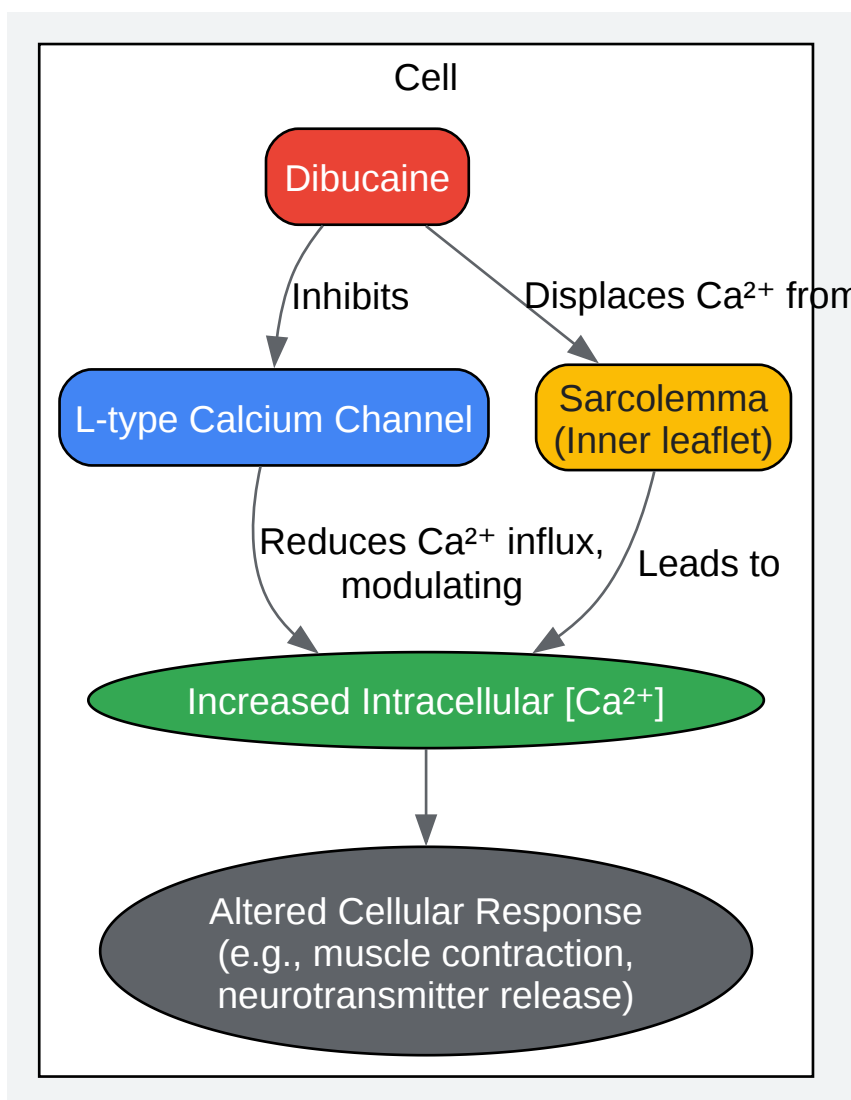 Cell
Dibucaine
Inhibits
Displaces Ca²⁺ from
L-type Calcium Channel
Sarcolemma
(Inner leaflet)
Reduces Ca²⁺ influx,
modulating
Leads to
Increased Intracellular [Ca²⁺]
Altered Cellular Response
(e.g., muscle contraction,
neurotransmitter release)